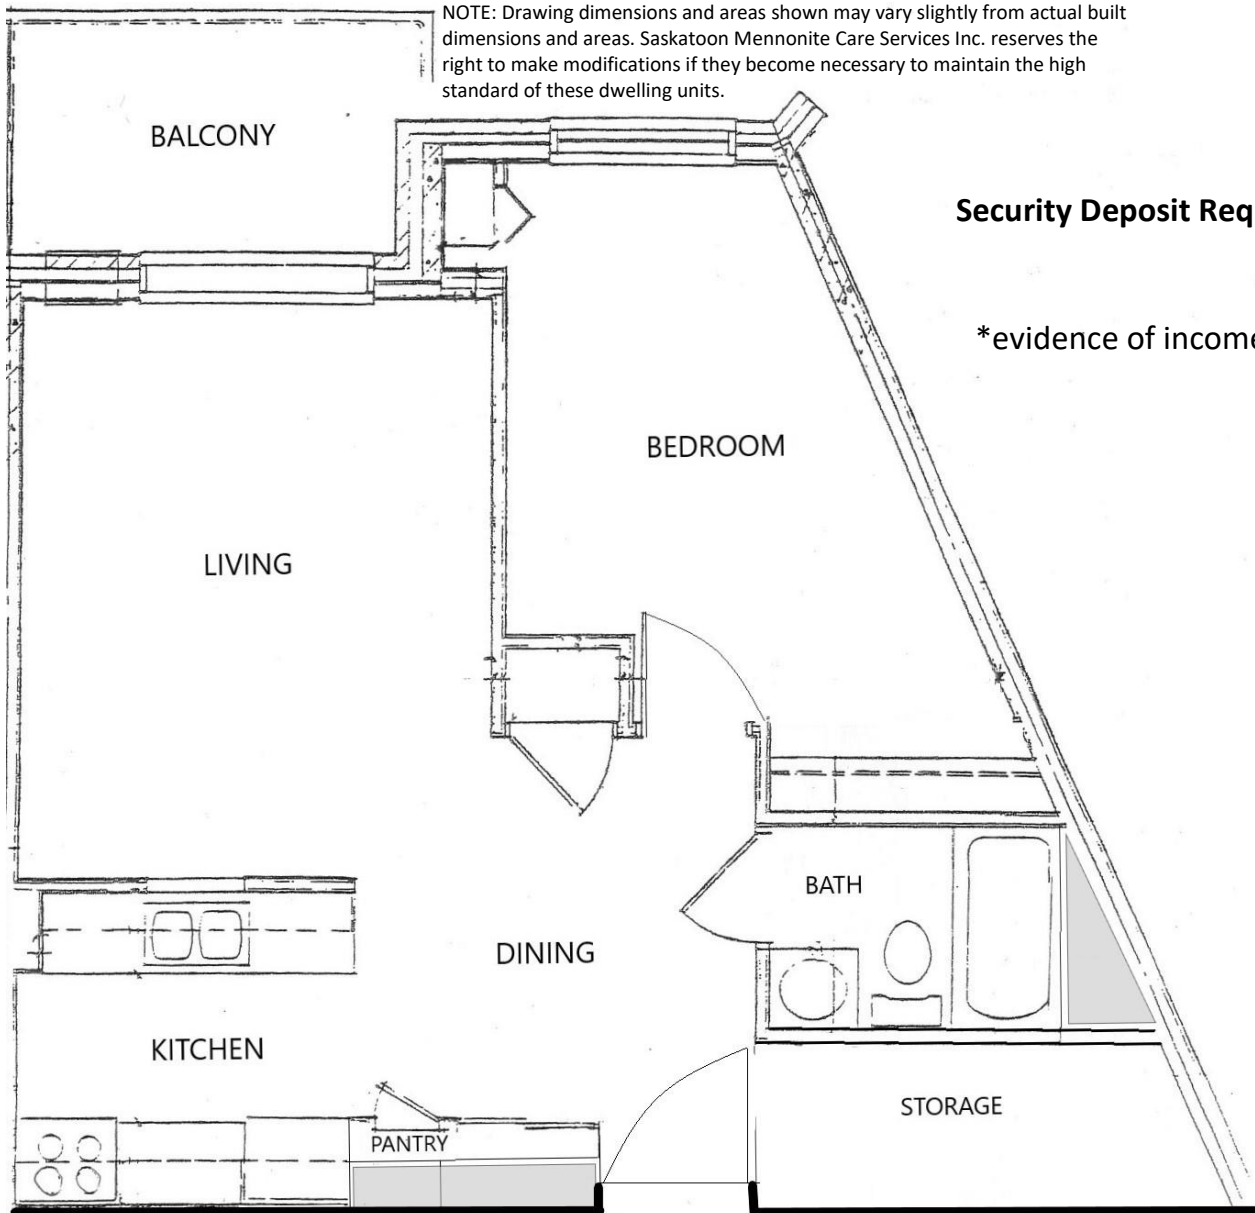 NOTE: Drawing dimensions and areas shown may vary slightly from actual built
dimensions and areas. Saskatoon Mennonite Care Services Inc. reserves the
right to make modifications if they become necessary to maintain the high
standard of these dwelling units.
BALCONY
Security Deposit Req
*evidence of income
BEDROOM
LIVING
BATH
DINING
KITCHEN
STORAGE
PANTRY